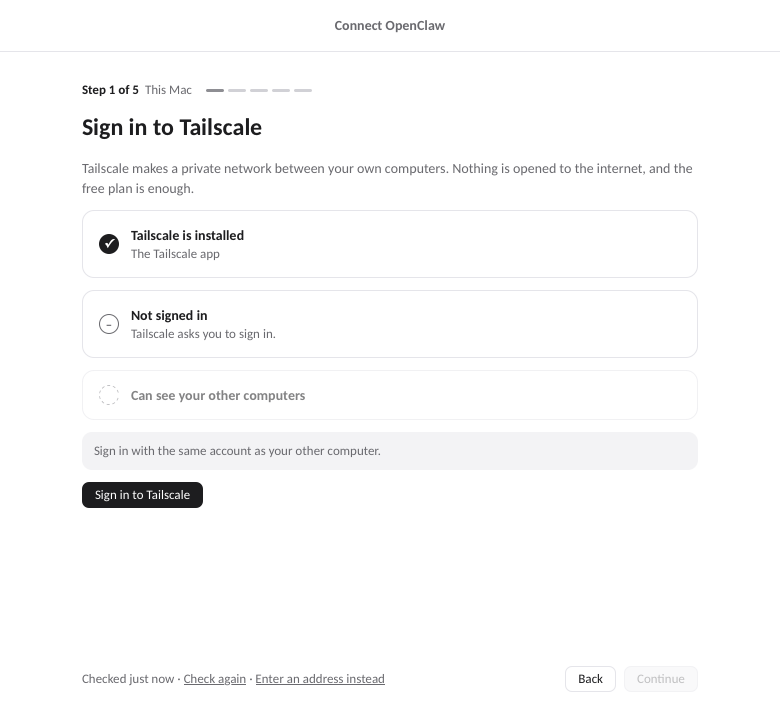 Connect OpenClaw
Step 1 of 5 This Mac
Sign in to Tailscale
Tailscale makes a private network between your own computers. Nothing is opened to the internet, and the
free plan is enough.
Tailscale is installed
The Tailscale app
Not signed in
Tailscale asks you to sign in.
Can see your other computers
Sign in with the same account as your other computer.
Sign in to Tailscale
Checked just now · Check again · Enter an address instead
Back
Continue